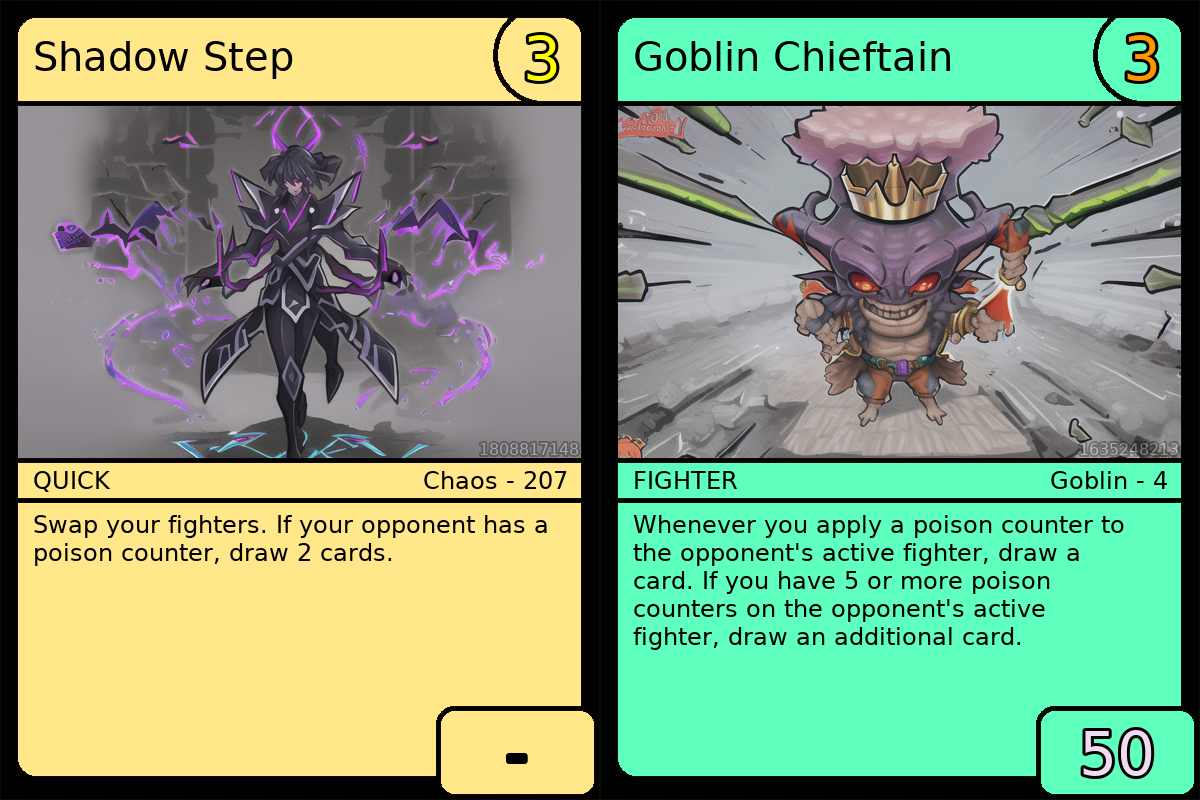 Shadow Step
3
1808817148
QUICK
Chaos - 207
Swap your fighters. If your opponent has a
poison counter, draw 2 cards.
-
Goblin Chieftain
3
1635248213
FIGHTER
Goblin - 4
Whenever you apply a poison counter to
the opponent's active fighter, draw a
card. If you have 5 or more poison
counters on the opponent's active
fighter, draw an additional card.
50